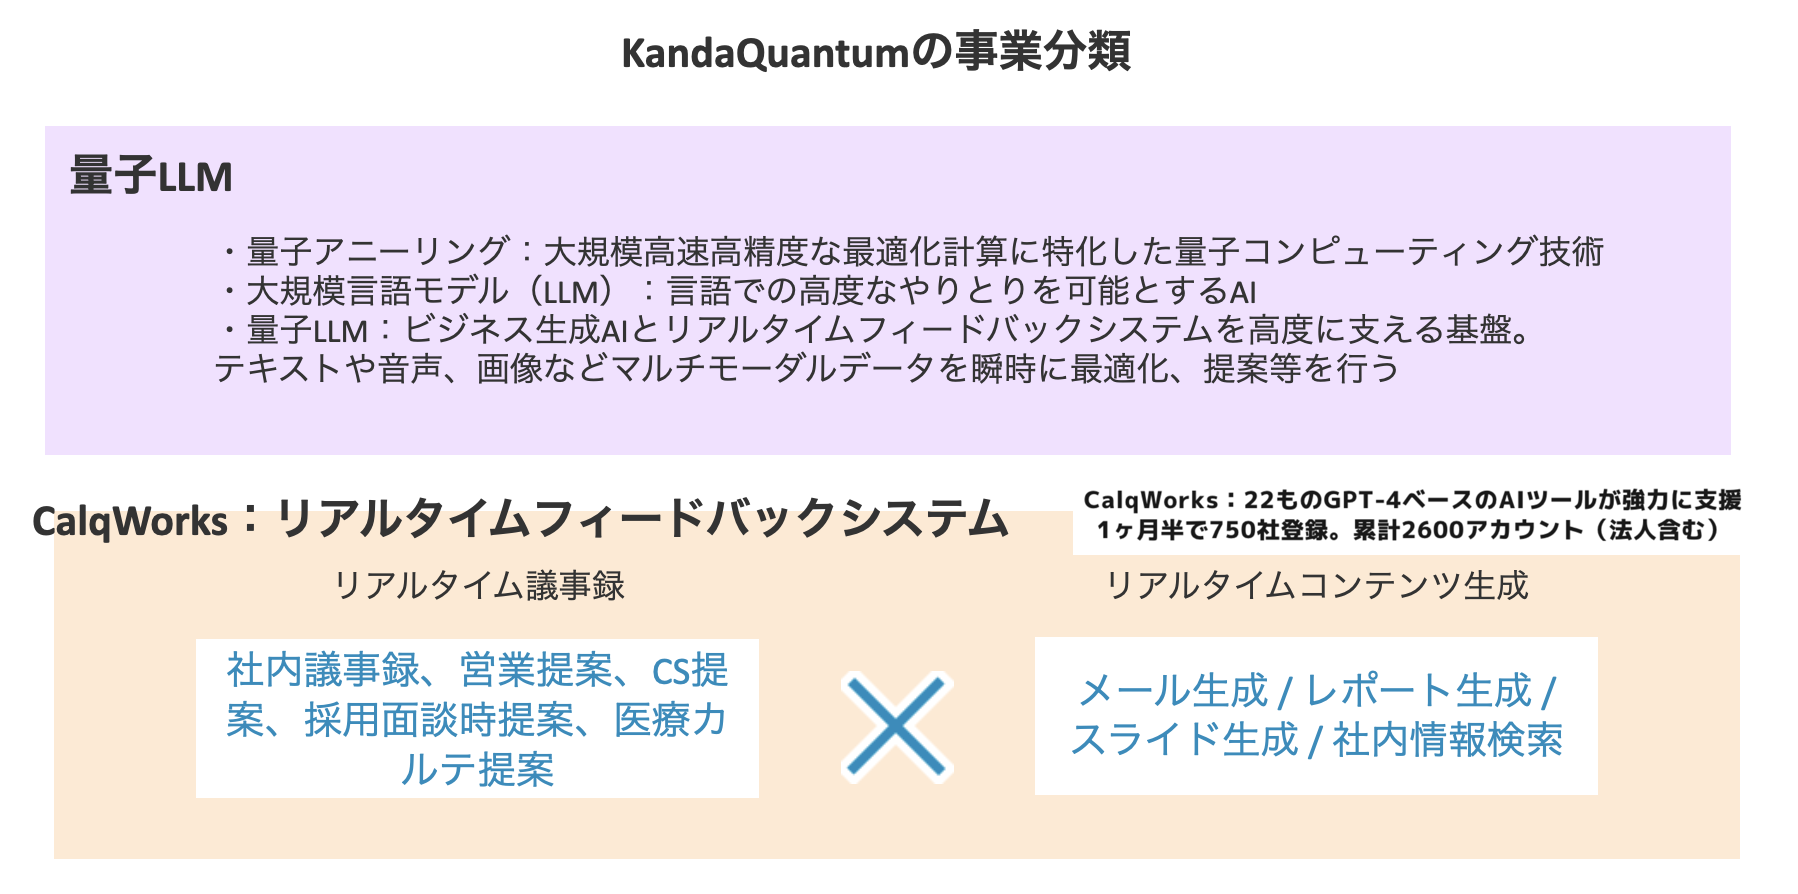 KandaQuantumの事業分類
量子LLM
・量子アニーリング：大規模高速高精度な最適化計算に特化した量子コンピューティング技術
・大規模言語モデル（LLM）：言語での高度なやりとりを可能とするAI
・量子LLM：ビジネス生成AIとリアルタイムフィードバックシステムを高度に支える基盤。
テキストや音声、画像などマルチモーダルデータを瞬時に最適化、提案等を行う
CalqWorks：リアルタイムフィードバックシステム
CalqWorks：22ものGPT-4ベースのAIツールが強力に支援
1ヶ月半で750社登録。累計2600アカウント（法人含む）
リアルタイム議事録
社内議事録、営業提案、CS提
案、採用面談時提案、医療カ
ルテ提案
リアルタイムコンテンツ生成
メール生成 / レポート生成 /
スライド生成 / 社内情報検索